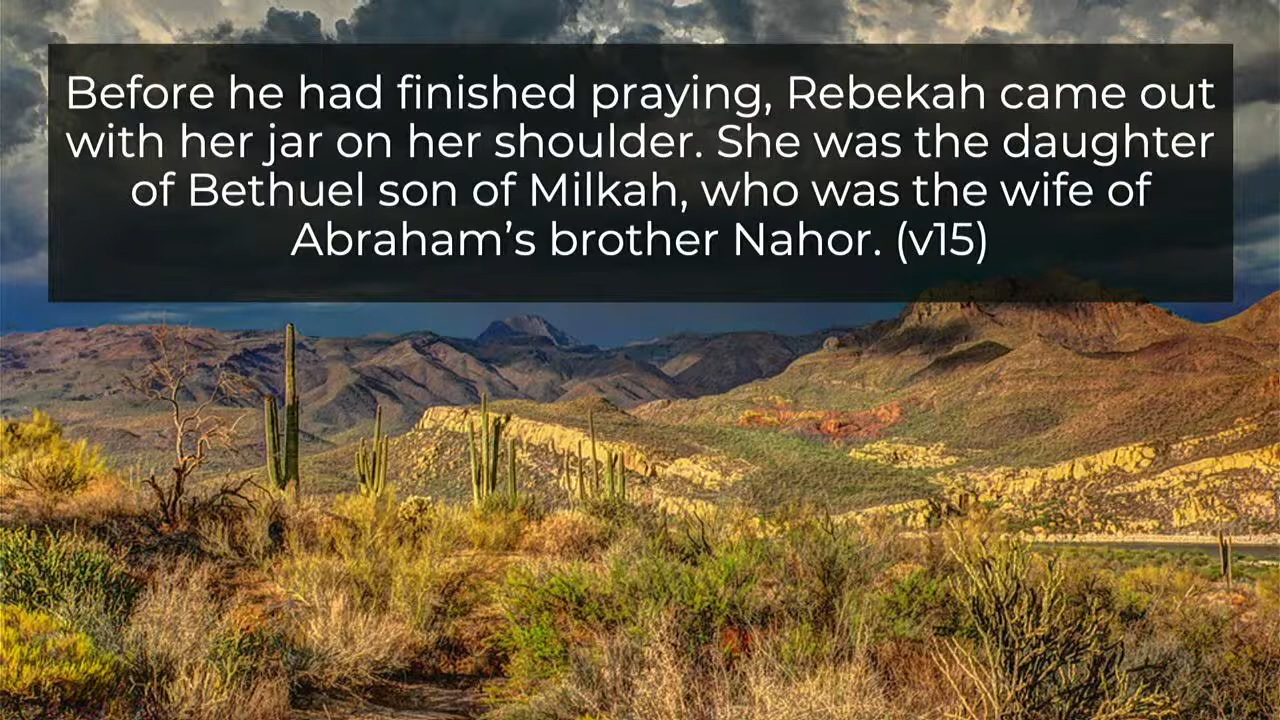 Before he had finished praying, Rebekah came out
with her jar on her shoulder. She was the daughter
of Bethuel son of Milkah, who was the wife of
Abraham’s brother Nahor. (v15)